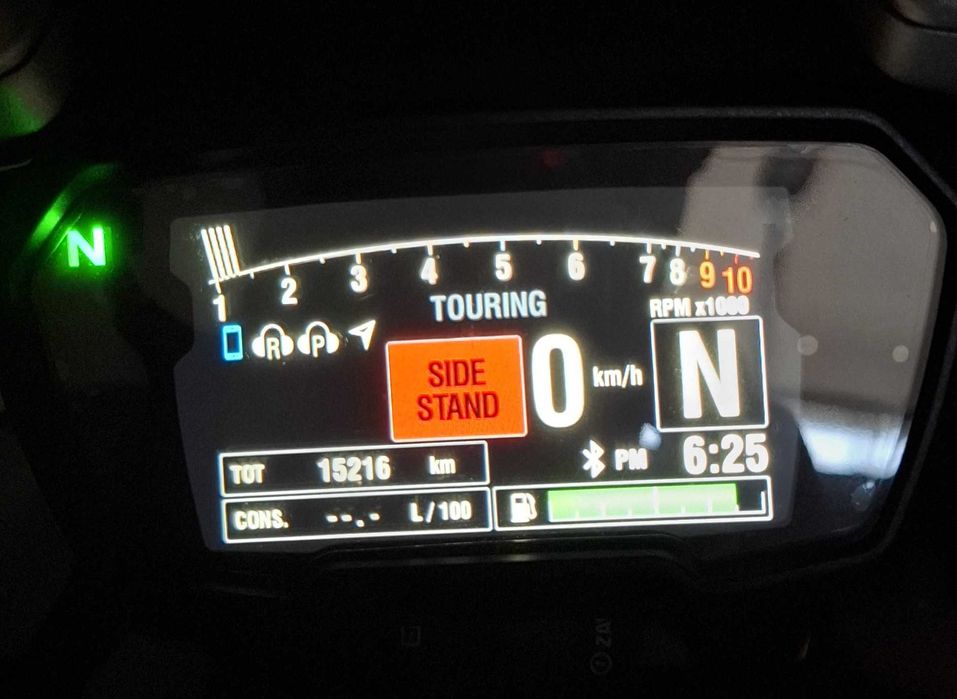 N
1 2 3 4 5 6 7 8 9 10
TOURING
RPM x1000
R P
SIDE
STAND
0 km/h
N
TOT 15216 km
PM 6:25
CONS. --.- L/100